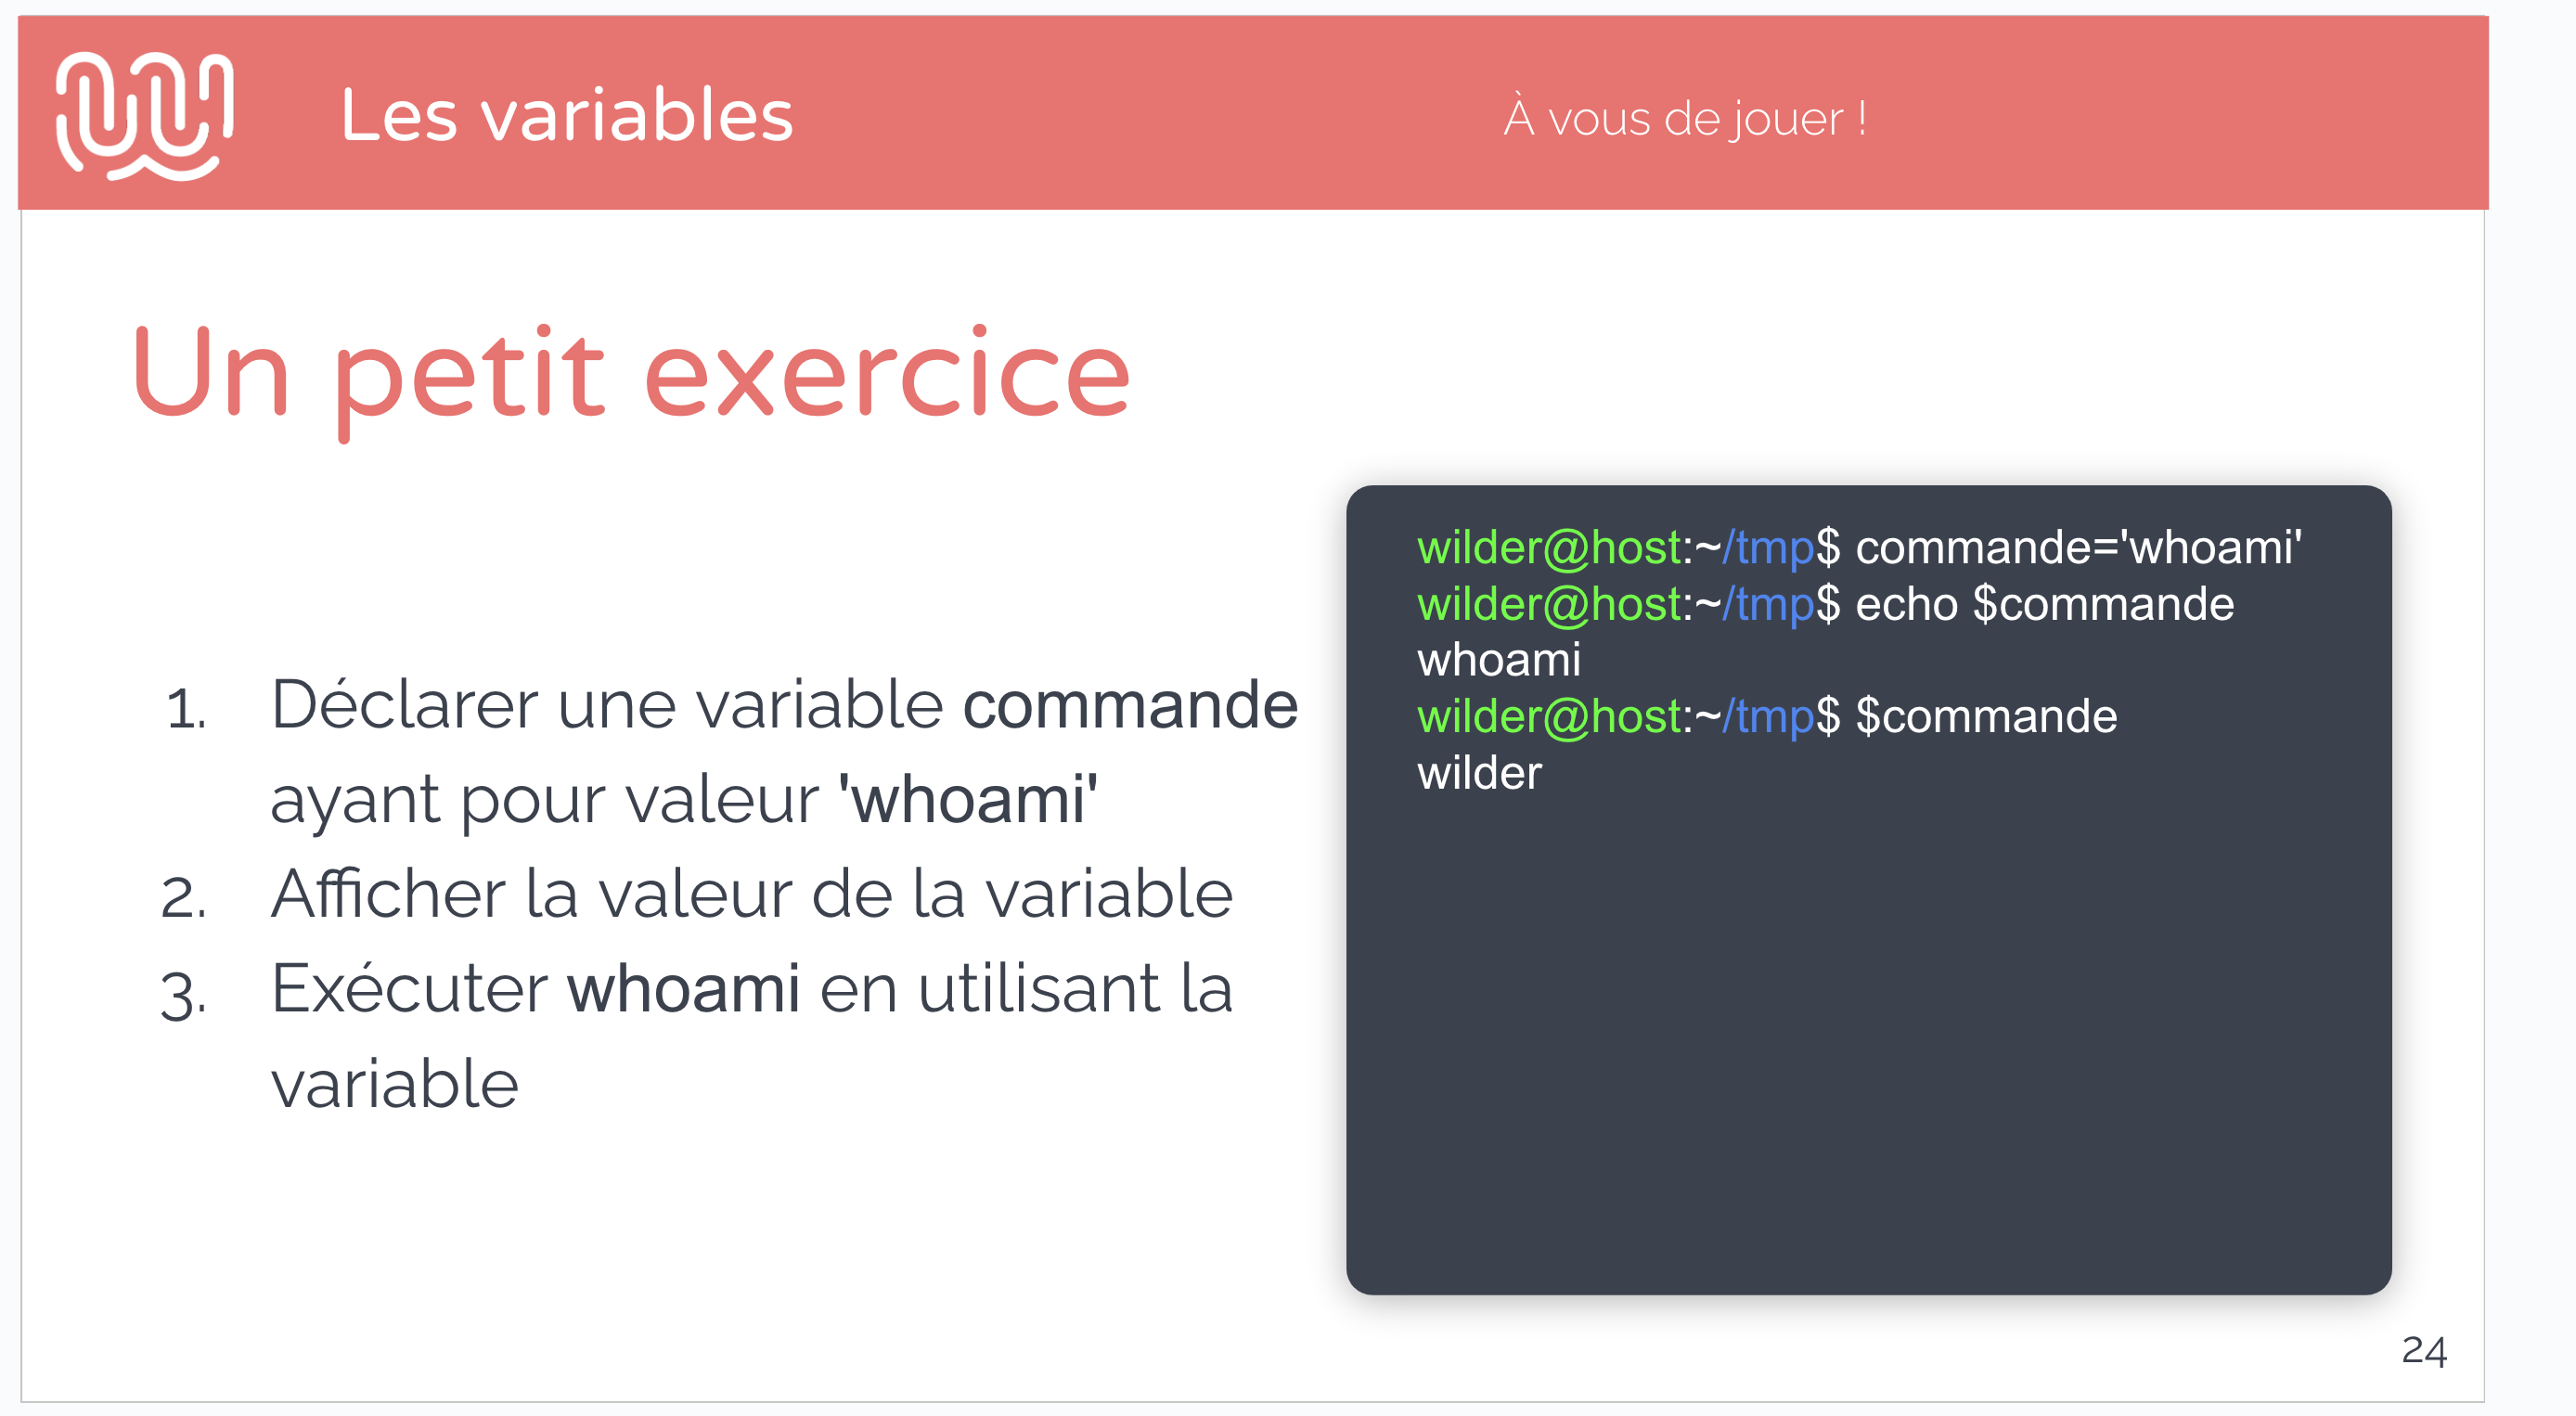 Les variables
À vous de jouer !
Un petit exercice
1. Déclarer une variable commande
ayant pour valeur 'whoami'
2. Afficher la valeur de la variable
3. Exécuter whoami en utilisant la
variable
wilder@host:~/tmp$ commande='whoami'
wilder@host:~/tmp$ echo $commande
whoami
wilder@host:~/tmp$ $commande
wilder
24